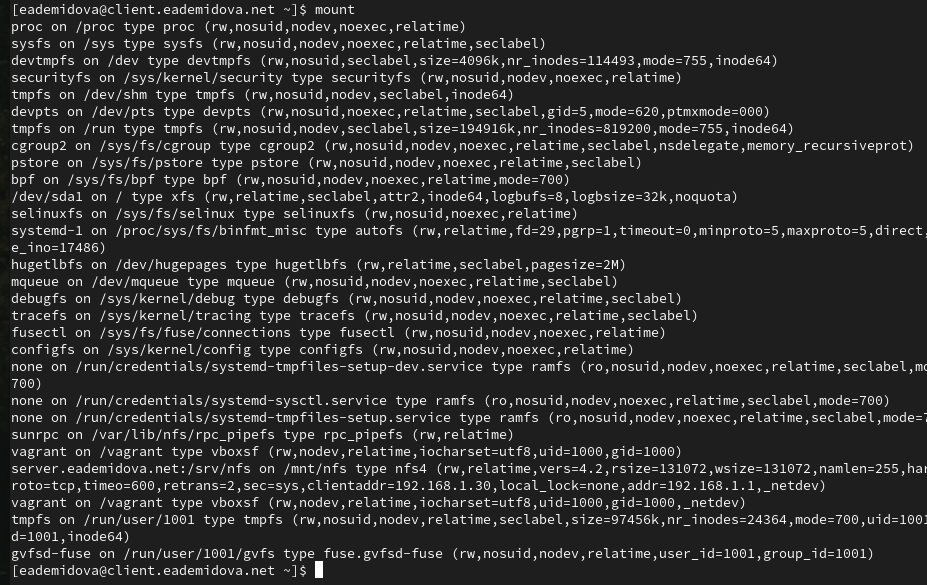 [eademidova@client.eademidova.net ~]$ mount
proc on /proc type proc (rw,nosuid,nodev,noexec,relatime)
sysfs on /sys type sysfs (rw,nosuid,nodev,noexec,relatime,seclabel)
devtmpfs on /dev type devtmpfs (rw,nosuid,seclabel,size=4096k,nr_inodes=114493,mode=755,inode64)
securityfs on /sys/kernel/security type securityfs (rw,nosuid,nodev,noexec,relatime)
tmpfs on /dev/shm type tmpfs (rw,nosuid,nodev,seclabel,inode64)
devpts on /dev/pts type devpts (rw,nosuid,noexec,relatime,seclabel,gid=5,mode=620,ptmxmode=000)
tmpfs on /run type tmpfs (rw,nosuid,nodev,seclabel,size=194916k,nr_inodes=819200,mode=755,inode64)
cgroup2 on /sys/fs/cgroup type cgroup2 (rw,nosuid,nodev,noexec,relatime,seclabel,nsdelegate,memory_recursiveprot)
pstore on /sys/fs/pstore type pstore (rw,nosuid,nodev,noexec,relatime,seclabel)
bpf on /sys/fs/bpf type bpf (rw,nosuid,nodev,noexec,relatime,mode=700)
/dev/sda1 on / type xfs (rw,relatime,seclabel,attr2,inode64,logbufs=8,logbsize=32k,noquota)
selinuxfs on /sys/fs/selinux type selinuxfs (rw,nosuid,noexec,relatime)
systemd-1 on /proc/sys/fs/binfmt_misc type autofs (rw,relatime,fd=29,pgrp=1,timeout=0,minproto=5,maxproto=5,direct,
e_ino=17486)
hugetlbfs on /dev/hugepages type hugetlbfs (rw,relatime,seclabel,pagesize=2M)
mqueue on /dev/mqueue type mqueue (rw,nosuid,nodev,noexec,relatime,seclabel)
debugfs on /sys/kernel/debug type debugfs (rw,nosuid,nodev,noexec,relatime,seclabel)
tracefs on /sys/kernel/tracing type tracefs (rw,nosuid,nodev,noexec,relatime,seclabel)
fusectl on /sys/fs/fuse/connections type fusectl (rw,nosuid,nodev,noexec,relatime)
configfs on /sys/kernel/config type configfs (rw,nosuid,nodev,noexec,relatime)
none on /run/credentials/systemd-tmpfiles-setup-dev.service type ramfs (ro,nosuid,nodev,noexec,relatime,seclabel,mo
700)
none on /run/credentials/systemd-sysctl.service type ramfs (ro,nosuid,nodev,noexec,relatime,seclabel,mode=700)
none on /run/credentials/systemd-tmpfiles-setup.service type ramfs (ro,nosuid,nodev,noexec,relatime,seclabel,mode=7
sunrpc on /var/lib/nfs/rpc_pipefs type rpc_pipefs (rw,relatime)
vagrant on /vagrant type vboxsf (rw,nodev,relatime,iocharset=utf8,uid=1000,gid=1000)
server.eademidova.net:/srv/nfs on /mnt/nfs type nfs4 (rw,relatime,vers=4.2,rsize=131072,wsize=131072,namlen=255,har
roto=tcp,timeo=600,retrans=2,sec=sys,clientaddr=192.168.1.30,local_lock=none,addr=192.168.1.1,_netdev)
vagrant on /vagrant type vboxsf (rw,nodev,relatime,iocharset=utf8,uid=1000,gid=1000,_netdev)
tmpfs on /run/user/1001 type tmpfs (rw,nosuid,nodev,relatime,seclabel,size=97456k,nr_inodes=24364,mode=700,uid=1001
d=1001,inode64)
gvfsd-fuse on /run/user/1001/gvfs type fuse.gvfsd-fuse (rw,nosuid,nodev,relatime,user_id=1001,group_id=1001)
[eademidova@client.eademidova.net ~]$